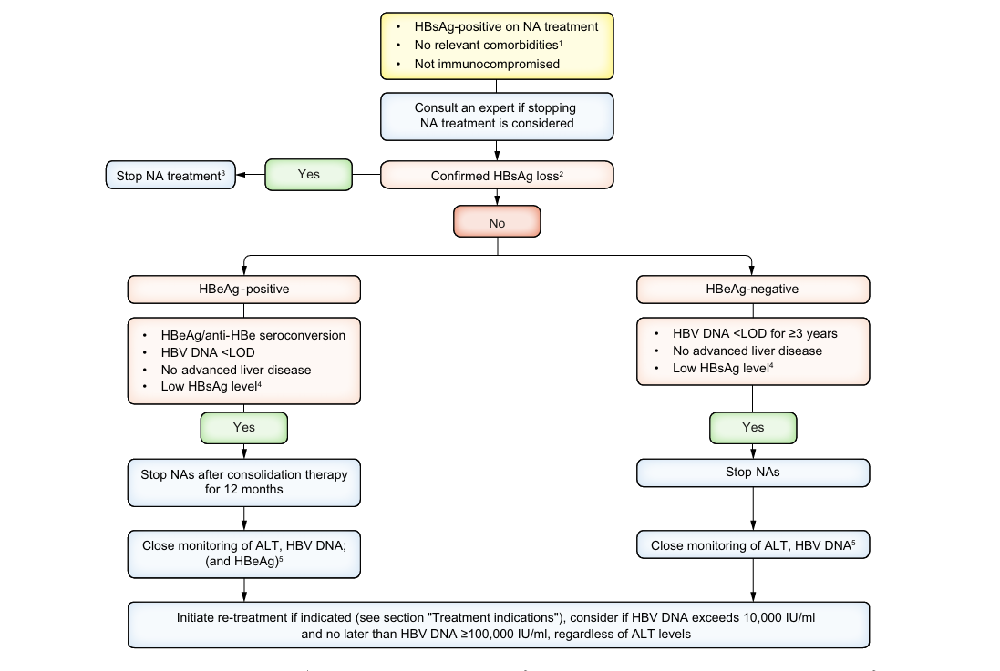 • HBsAg-positive on NA treatment
• No relevant comorbidities¹
• Not immunocompromised
Consult an expert if stopping
NA treatment is considered
Stop NA treatment³
Yes
Confirmed HBsAg loss²
No
HBeAg-positive
• HBeAg/anti-HBe seroconversion
• HBV DNA <LOD
• No advanced liver disease
• Low HBsAg level⁴
Yes
Stop NAs after consolidation therapy
for 12 months
Close monitoring of ALT, HBV DNA;
(and HBeAg)⁵
HBeAg-negative
• HBV DNA <LOD for ≥3 years
• No advanced liver disease
• Low HBsAg level⁴
Yes
Stop NAs
Close monitoring of ALT, HBV DNA⁵
Initiate re-treatment if indicated (see section "Treatment indications"), consider if HBV DNA exceeds 10,000 IU/ml
and no later than HBV DNA ≥100,000 IU/ml, regardless of ALT levels